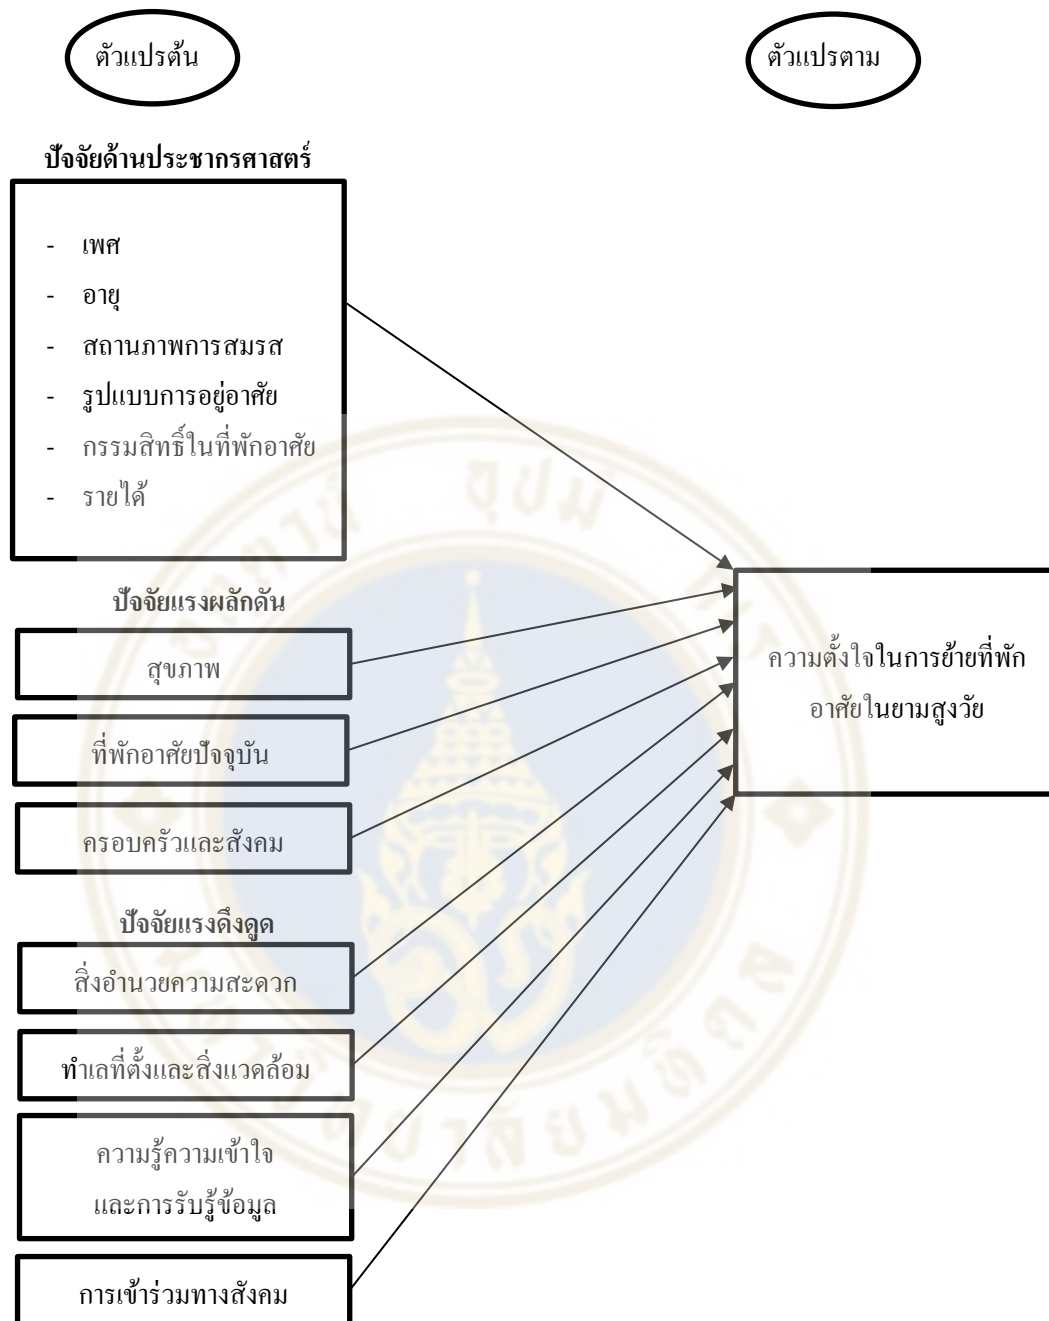 ตัวแปรต้น
ตัวแปรตาม
ปัจจัยด้านประชากรศาสตร์
- เพศ
- อายุ
- สถานภาพการสมรส
- รูปแบบการอยู่อาศัย
- กรรมสิทธิ์ในที่พักอาศัย
- รายได้
ปัจจัยแรงผลักดัน
สุขภาพ
ที่พักอาศัยปัจจุบัน
ครอบครัวและสังคม
ปัจจัยแรงดึงดูด
สิ่งอำนวยความสะดวก
ทำเลที่ตั้งและสิ่งแวดล้อม
ความรู้ความเข้าใจ
และการรับรู้ข้อมูล
การเข้าร่วมทางสังคม
ความตั้งใจในการย้ายที่พัก
อาศัยในยามสูงวัย